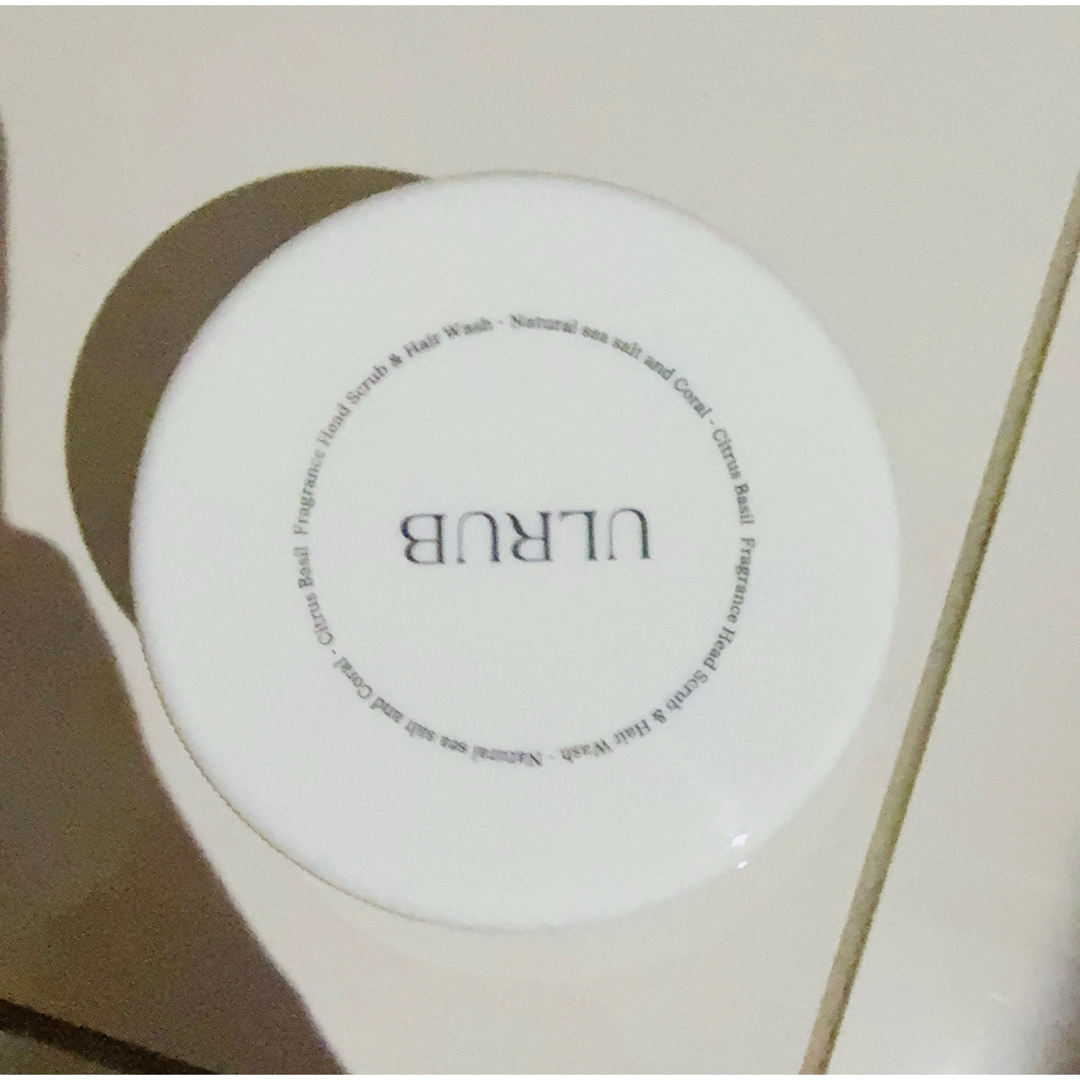 ULRUB
Fragrance Head Scrub & Hair Wash - Natural sea salt and Coral - Citrus Basil
Fragrance Head Scrub & Hair Wash - Natural sea salt and Coral - Citrus Basil